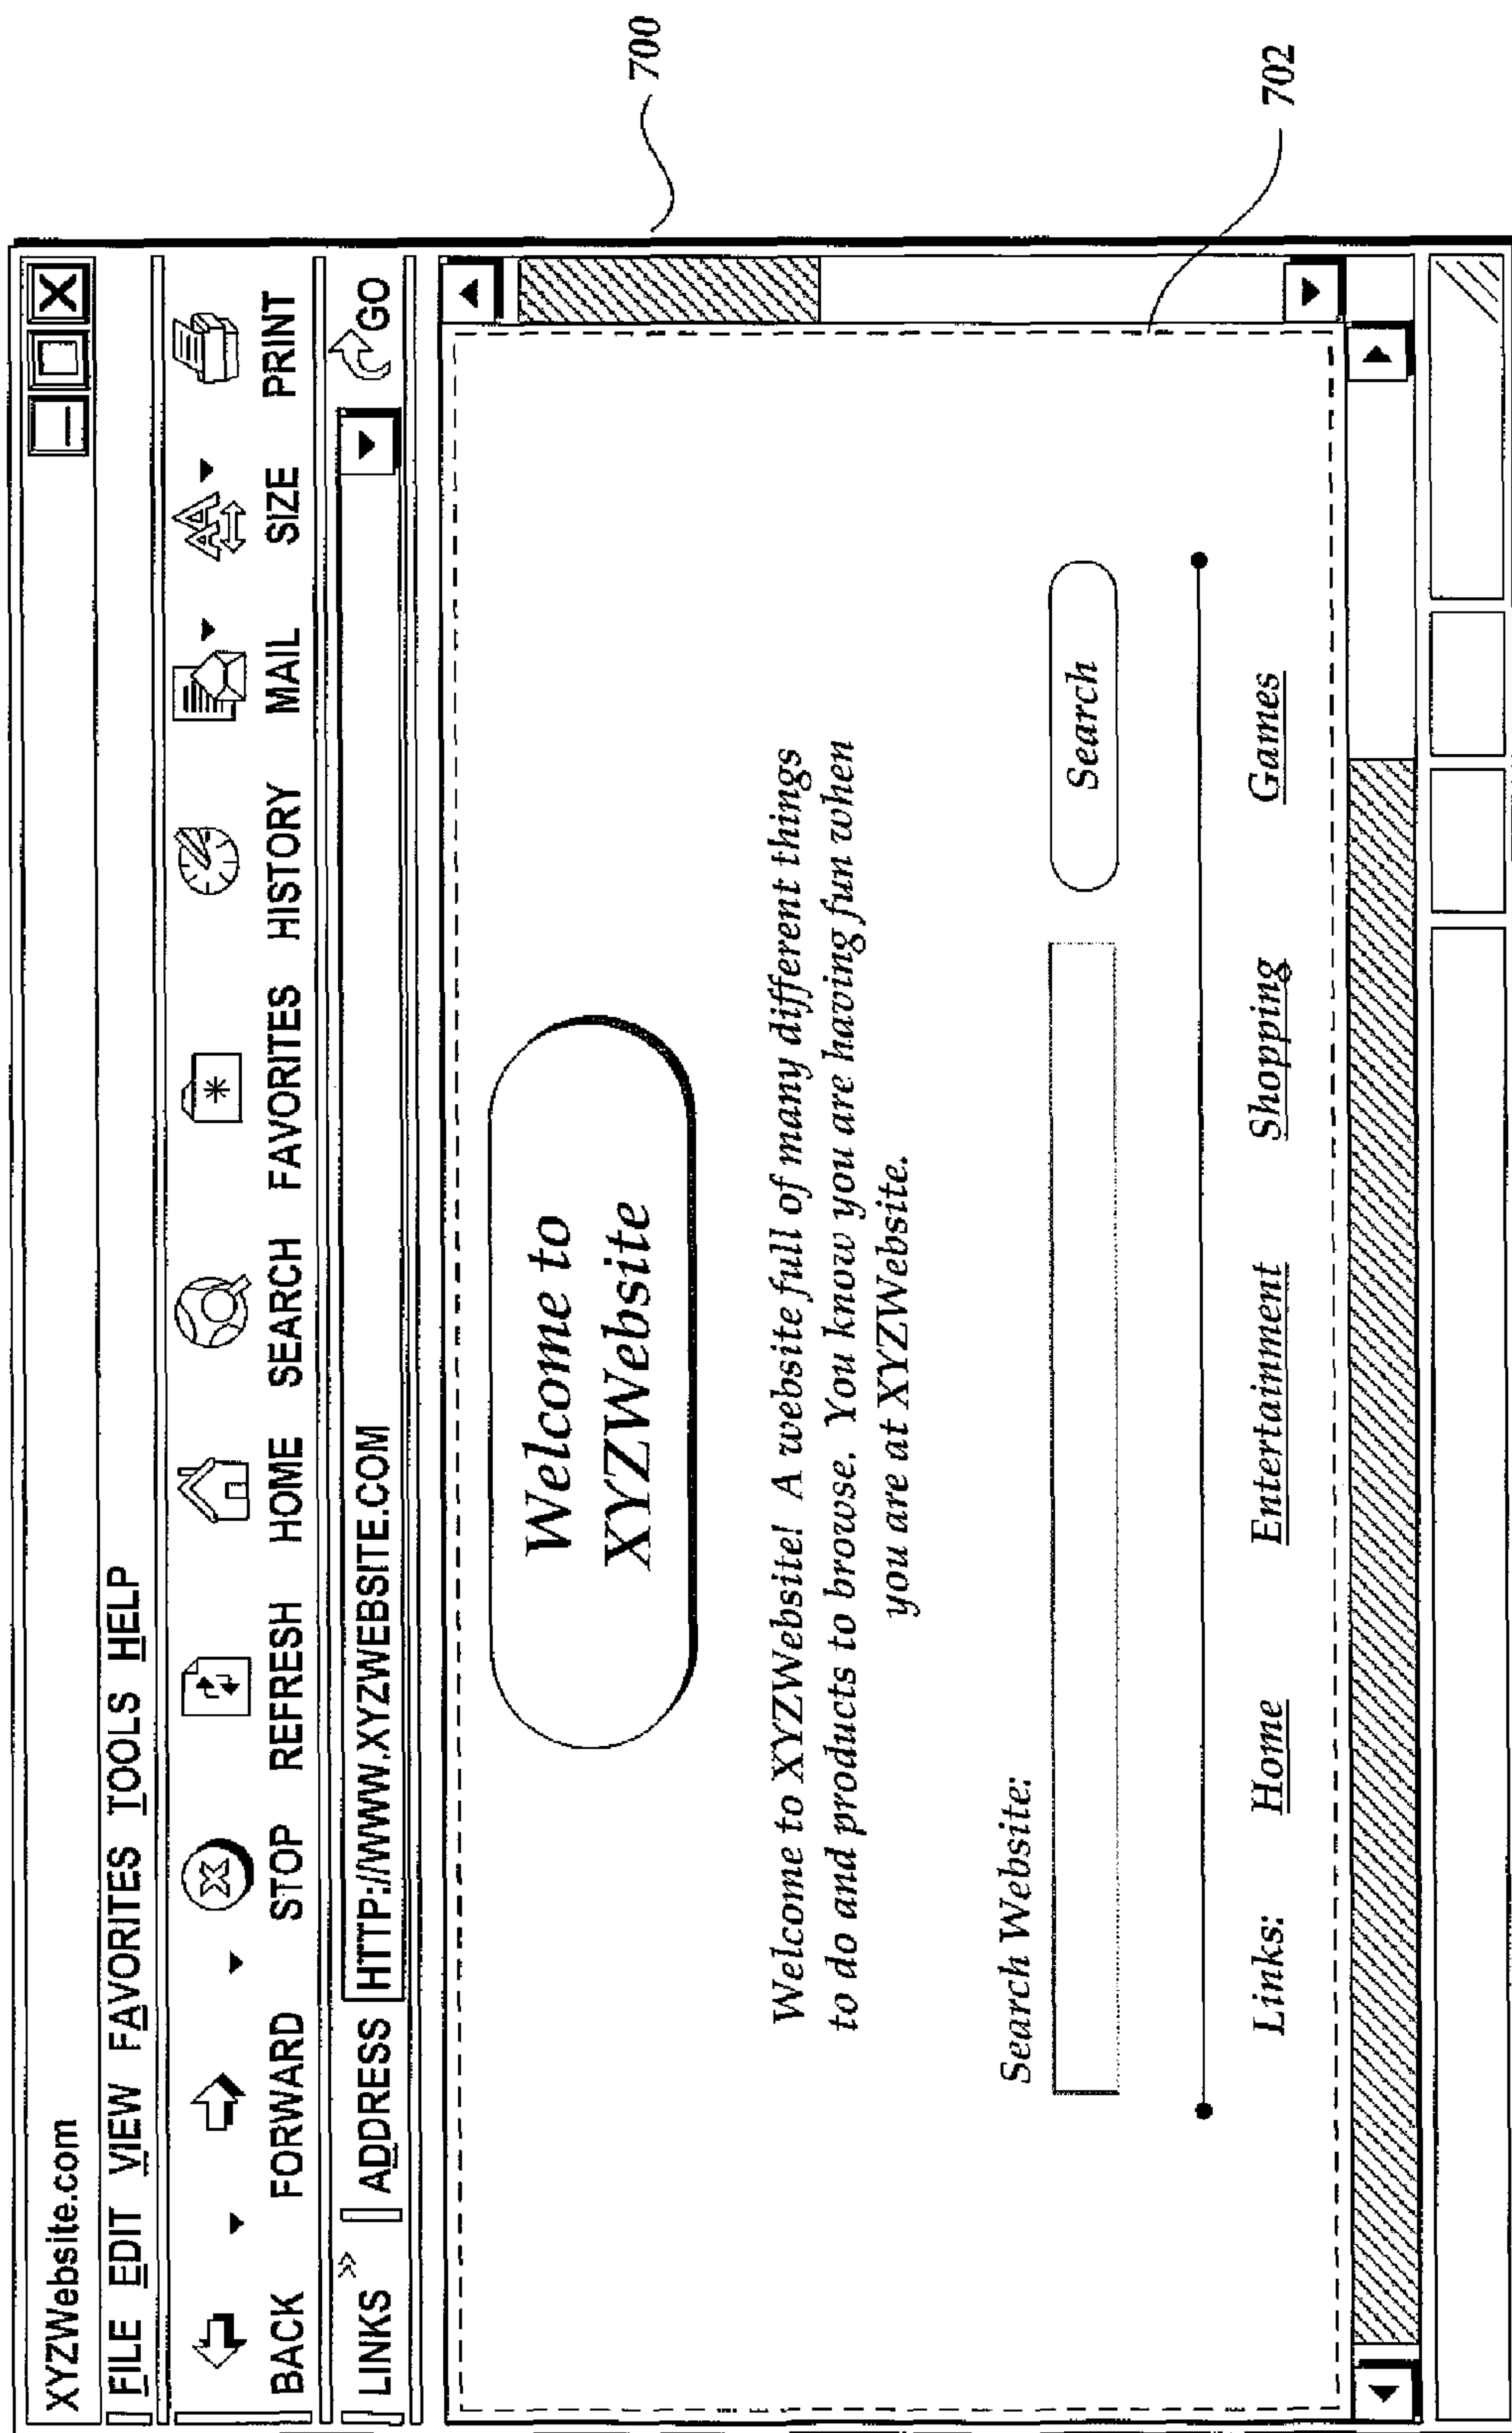 XYZWebsite.com
FILE EDIT VIEW FAVORITES TOOLS HELP
BACK FORWARD STOP REFRESH HOME SEARCH FAVORITES HISTORY MAIL SIZE PRINT
LINKS » ADDRESS HTTP://WWW.XYZWEBSITE.COM GO
Welcome to
XYZWebsite
Welcome to XYZWebsite! A website full of many different things
to do and products to browse. You know you are having fun when
you are at XYZWebsite.
Search Website:
Search
Links: Home Entertainment Shopping Games
700
702